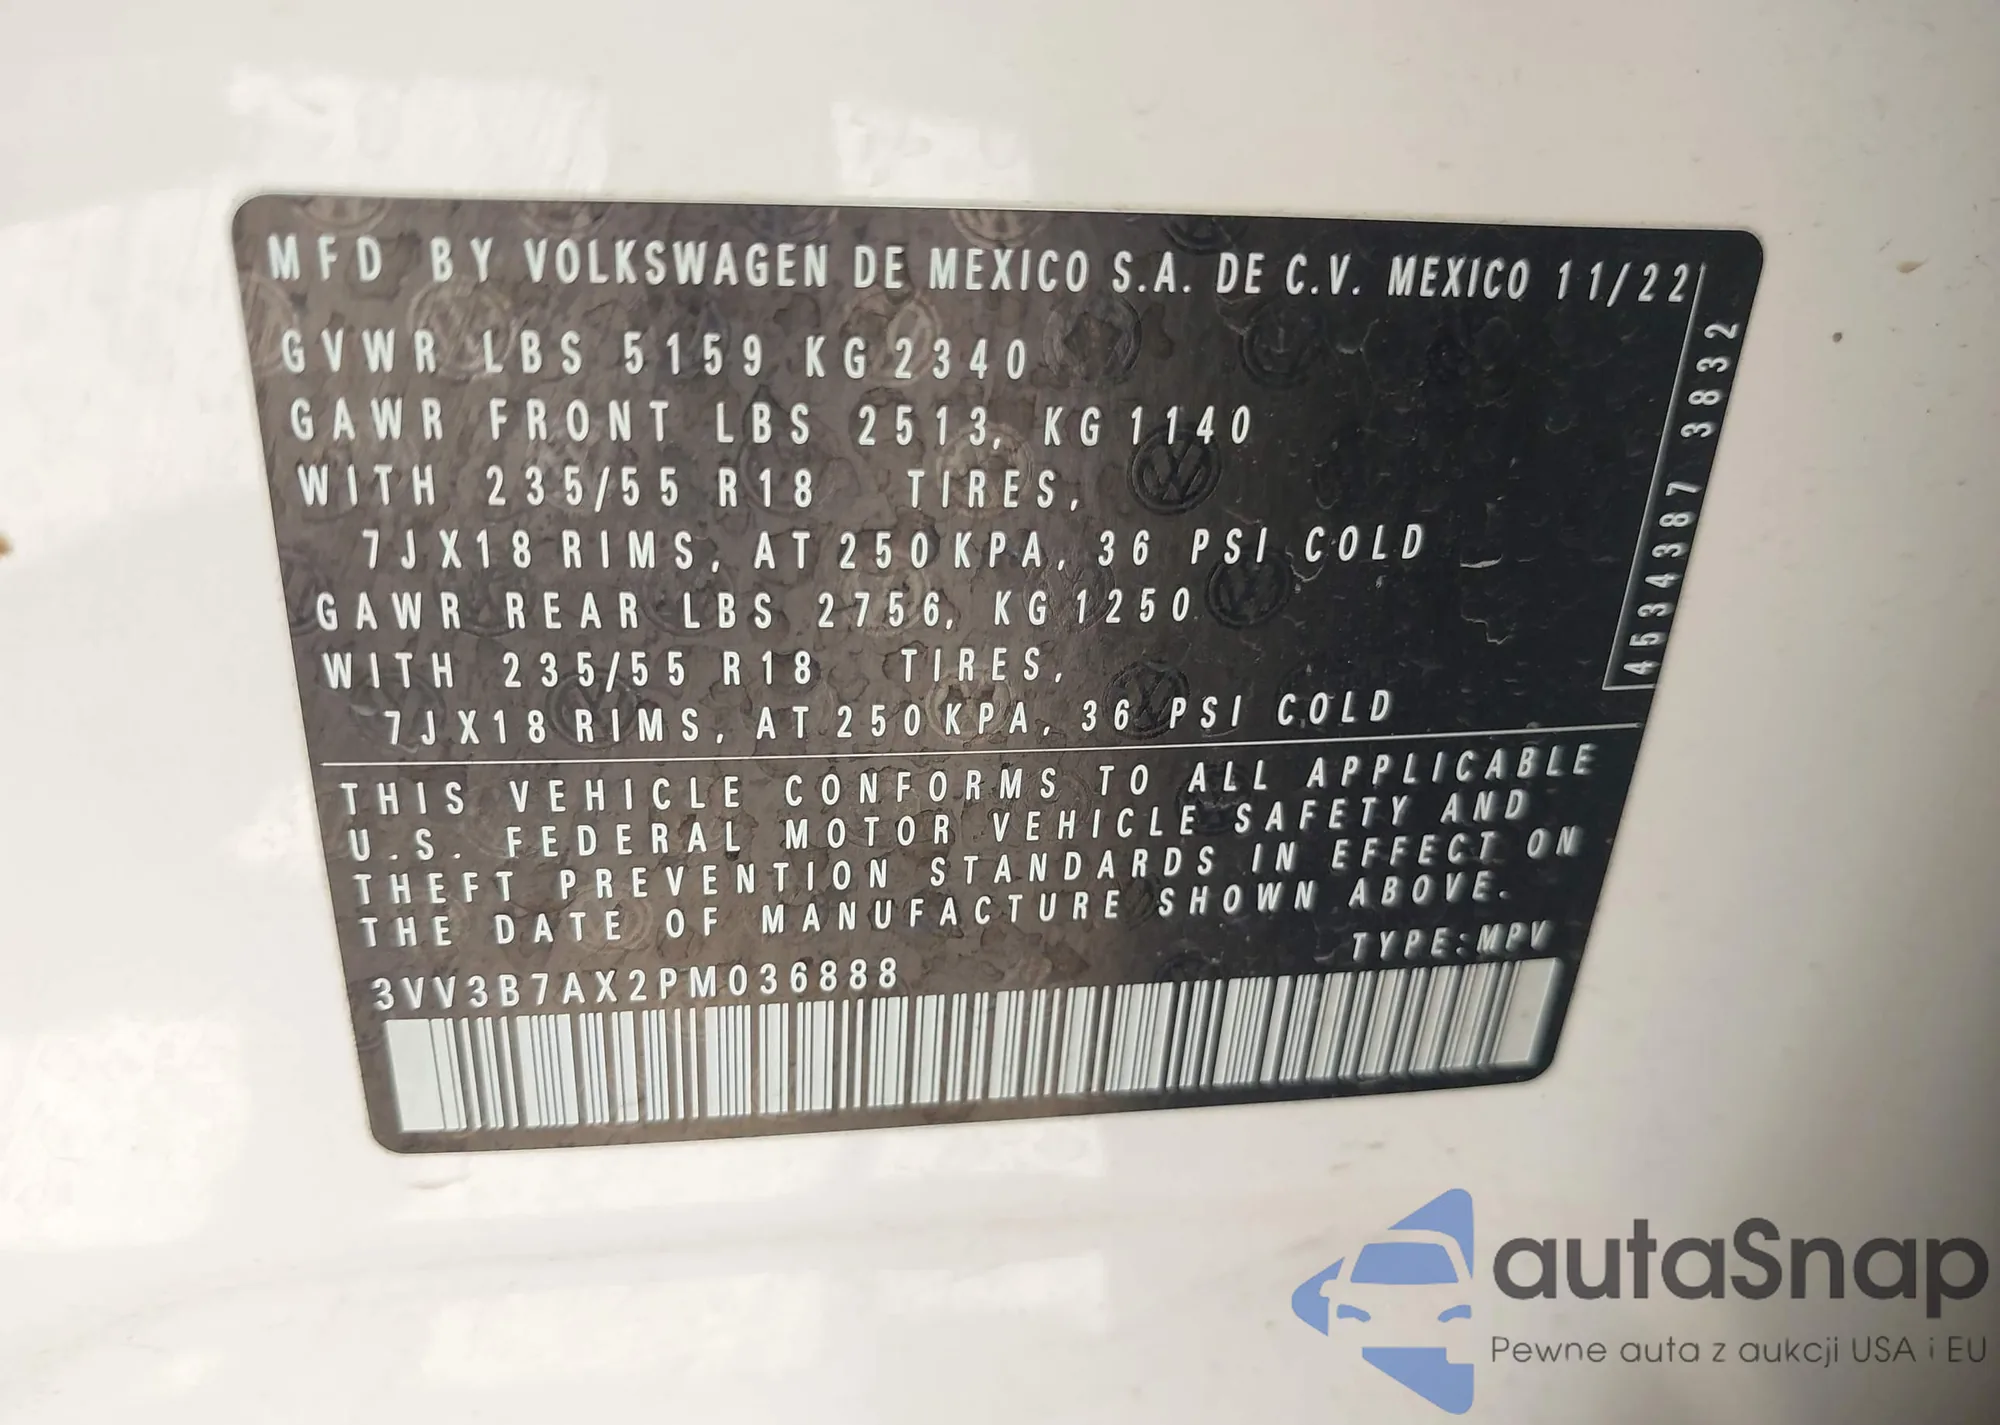 MFD BY VOLKSWAGEN DE MEXICO S.A. DE C.V. MEXICO 11/22
GVWR LBS 5159 KG 2340
GAWR FRONT LBS 2513, KG 1140
WITH 235/55 R18 TIRES,
7JX18 RIMS, AT 250 KPA, 36 PSI COLD
GAWR REAR LBS 2756, KG 1250
WITH 235/55 R18 TIRES,
7JX18 RIMS, AT 250 KPA, 36 PSI COLD
4534387 3832
THIS VEHICLE CONFORMS TO ALL APPLICABLE
U.S. FEDERAL MOTOR VEHICLE SAFETY AND
THEFT PREVENTION STANDARDS IN EFFECT ON
THE DATE OF MANUFACTURE SHOWN ABOVE.
TYPE:MPV
3VV3B7AX2PM036888
autaSnap
Pewne auta z aukcji USA i EU